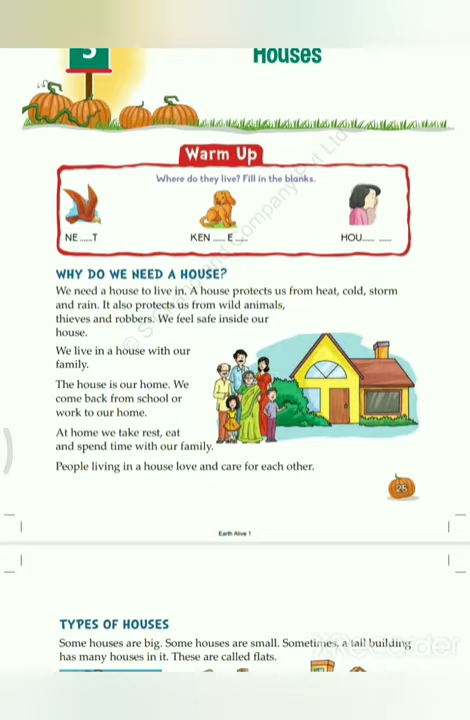 Houses
Warm Up
Where do they live? Fill in the blanks.
NE.....T
KEN.....E.....
HOU..... .....
WHY DO WE NEED A HOUSE?
We need a house to live in. A house protects us from heat, cold, storm
and rain. It also protects us from wild animals,
thieves and robbers. We feel safe inside our
house.
We live in a house with our
family.
The house is our home. We
come back from school or
work to our home.
At home we take rest, eat
and spend time with our family.
People living in a house love and care for each other.
25
Earth Alive 1
TYPES OF HOUSES
Some houses are big. Some houses are small. Sometimes, a tall building
has many houses in it. These are called flats.